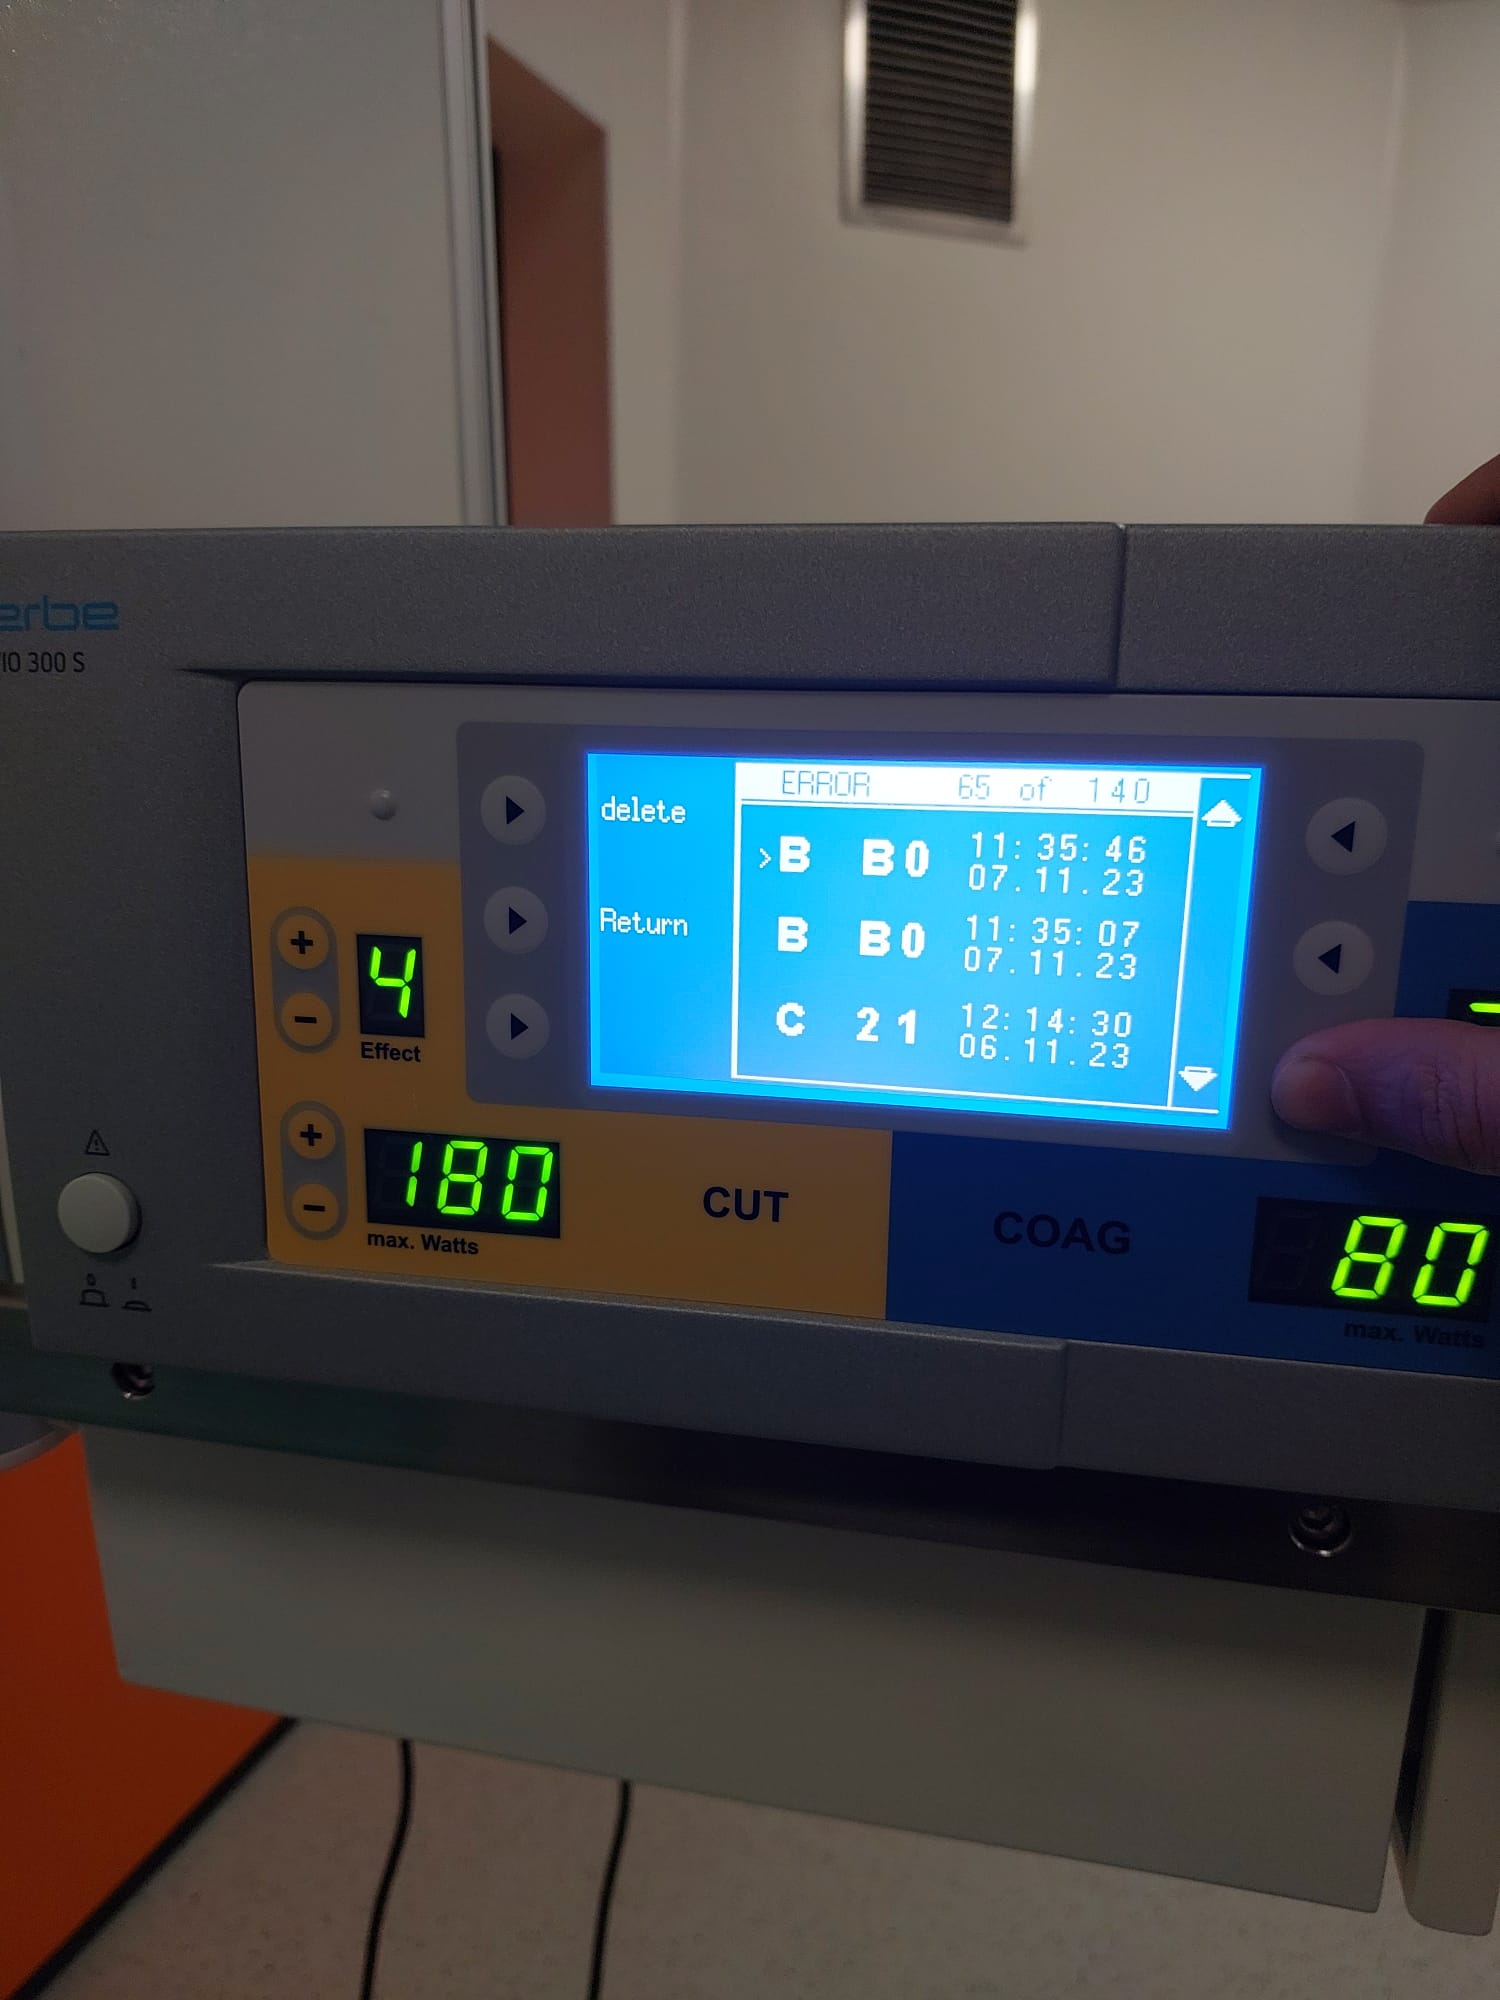 erbe
VIO 300 S
delete
Return
ERROR 65 of 140
>B B0 11:35:46
07.11.23
B B0 11:35:07
07.11.23
C 21 12:14:30
06.11.23
+
4
−
Effect
+
180
−
max. Watts
CUT
COAG
80
max. Watts